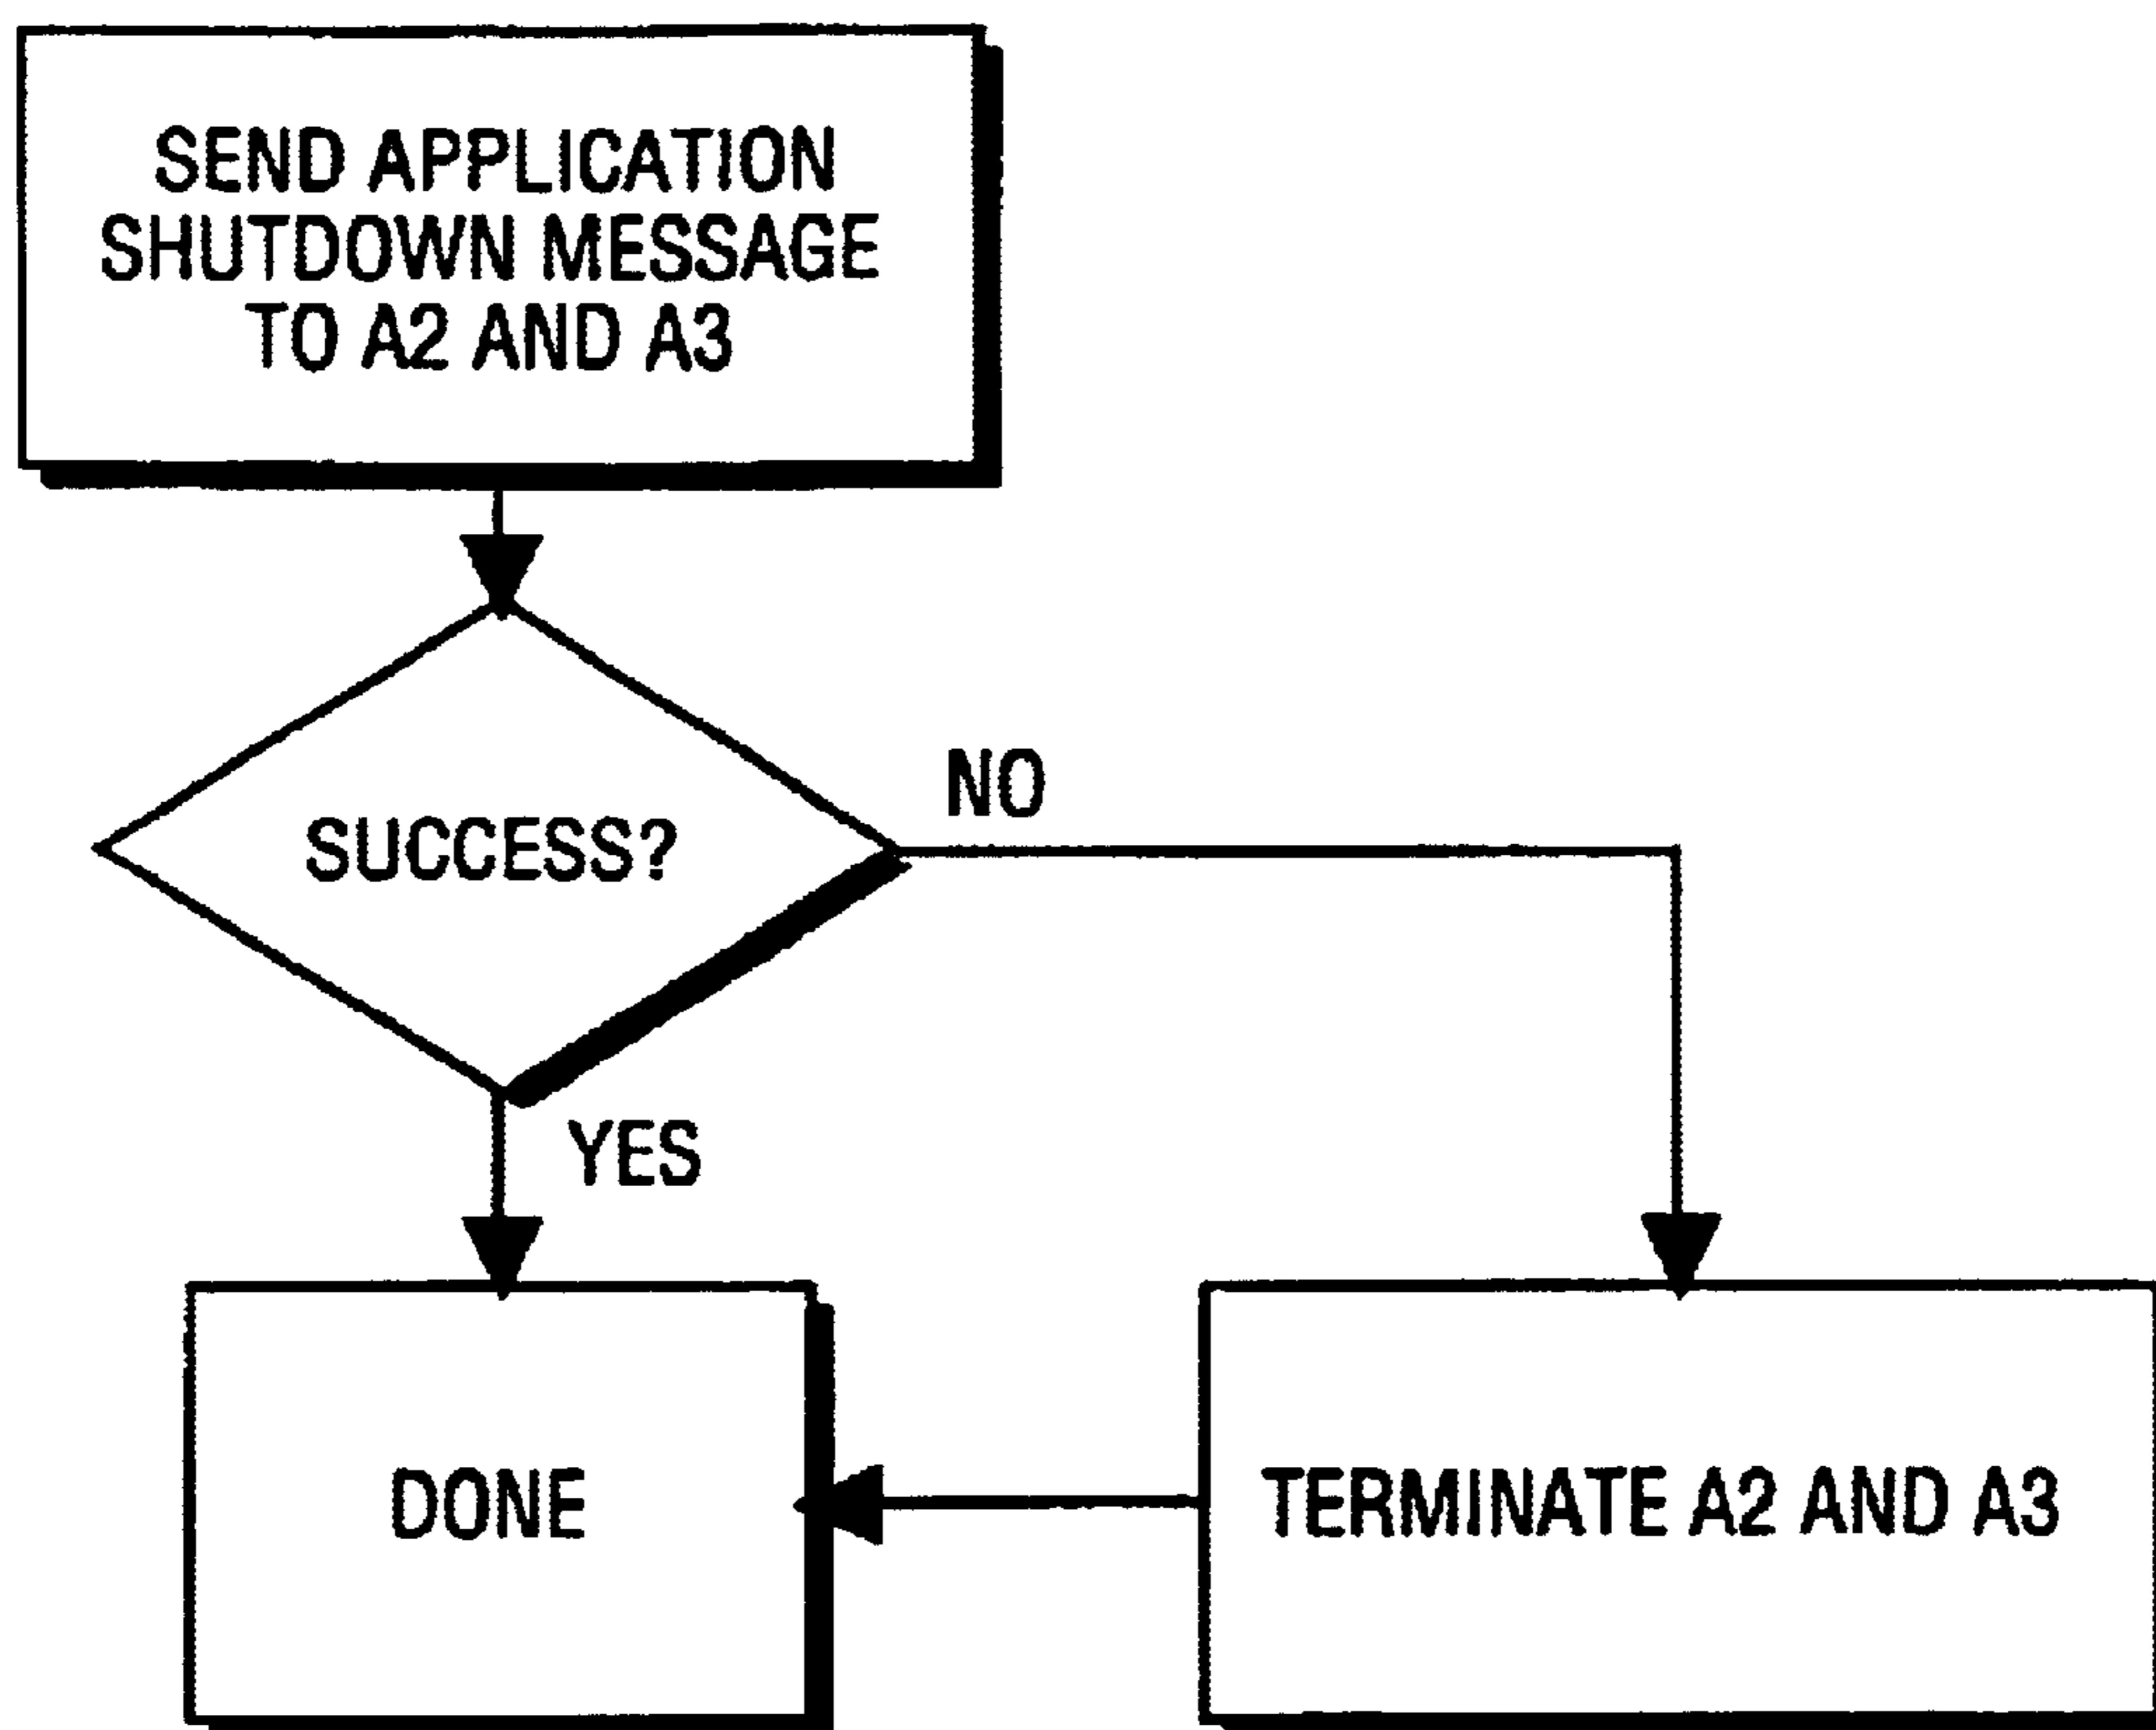 SEND APPLICATION
SHUTDOWN MESSAGE
TO A2 AND A3
SUCCESS?
NO
YES
DONE
TERMINATE A2 AND A3